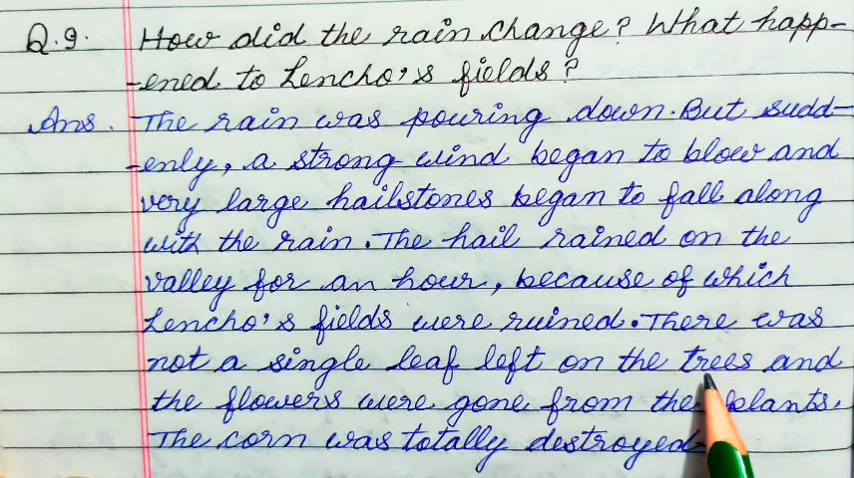 Q.9. How did the rain change? What happ-
-ened to Lencho's fields?
Ans. The rain was pouring down. But sudd-
-enly, a strong wind began to blow and
very large hailstones began to fall along
with the rain. The hail rained on the
valley for an hour, because of which
Lencho's fields were ruined. There was
not a single leaf left on the trees and
the flowers were gone from the plants.
The corn was totally destroyed